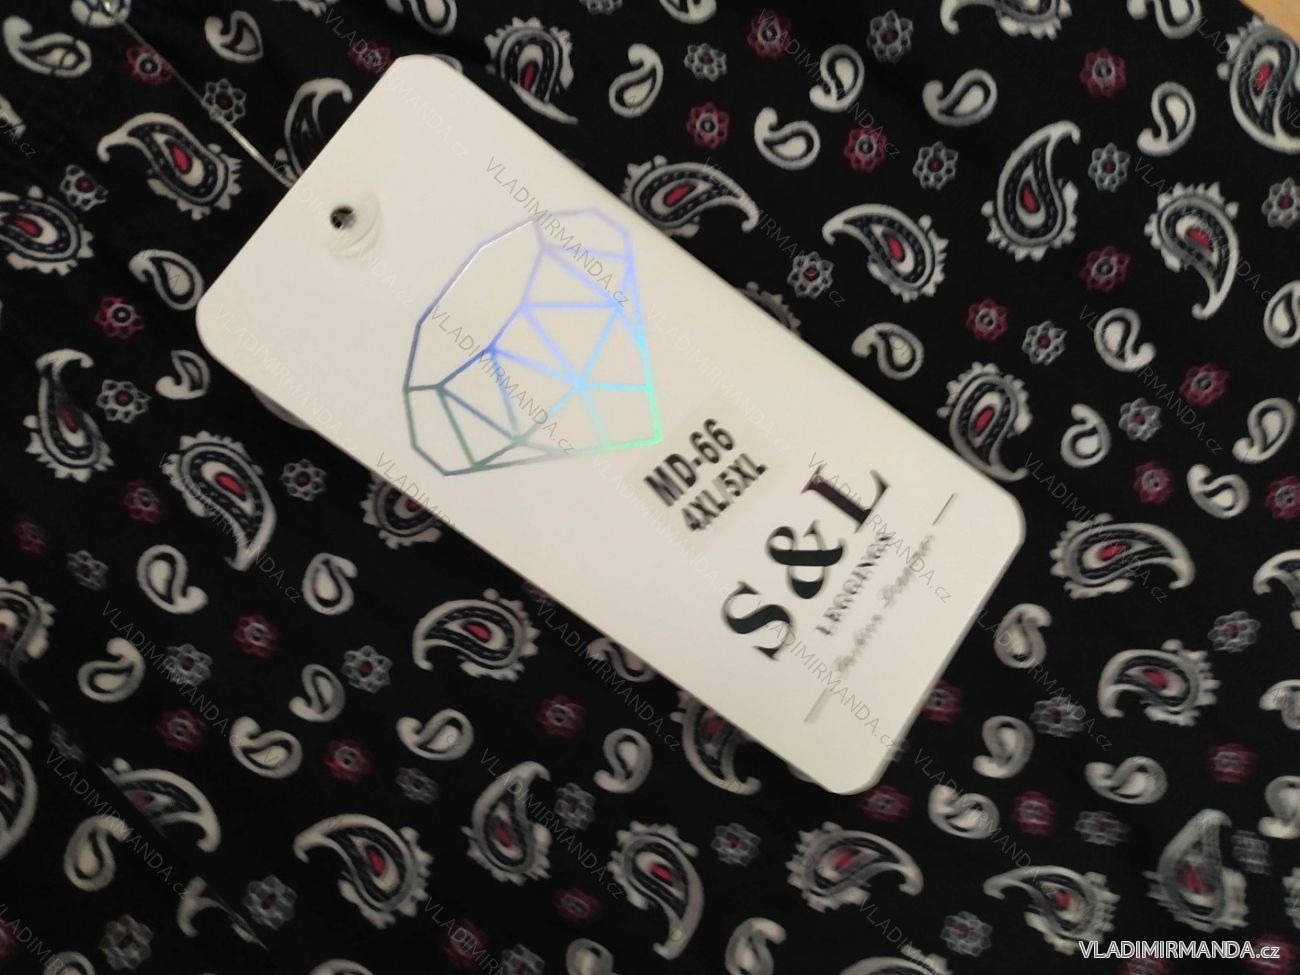 MD-66
4XL/5XL
S&L
LEGGINGS
VLADIMIRMANDA.cz